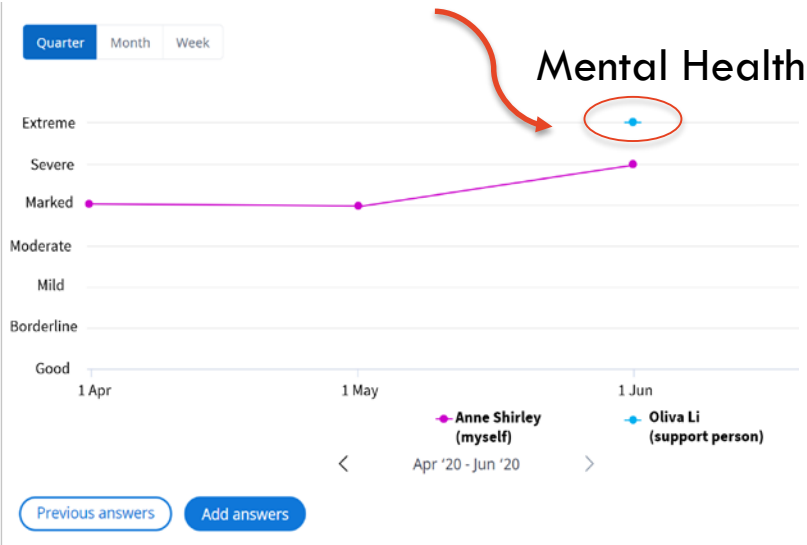 Quarter Month Week
Mental Health
Extreme
Severe
Marked
Moderate
Mild
Borderline
Good
1 Apr 1 May 1 Jun
Anne Shirley Oliva Li
(myself) (support person)
< Apr '20 - Jun '20 >
Previous answers Add answers